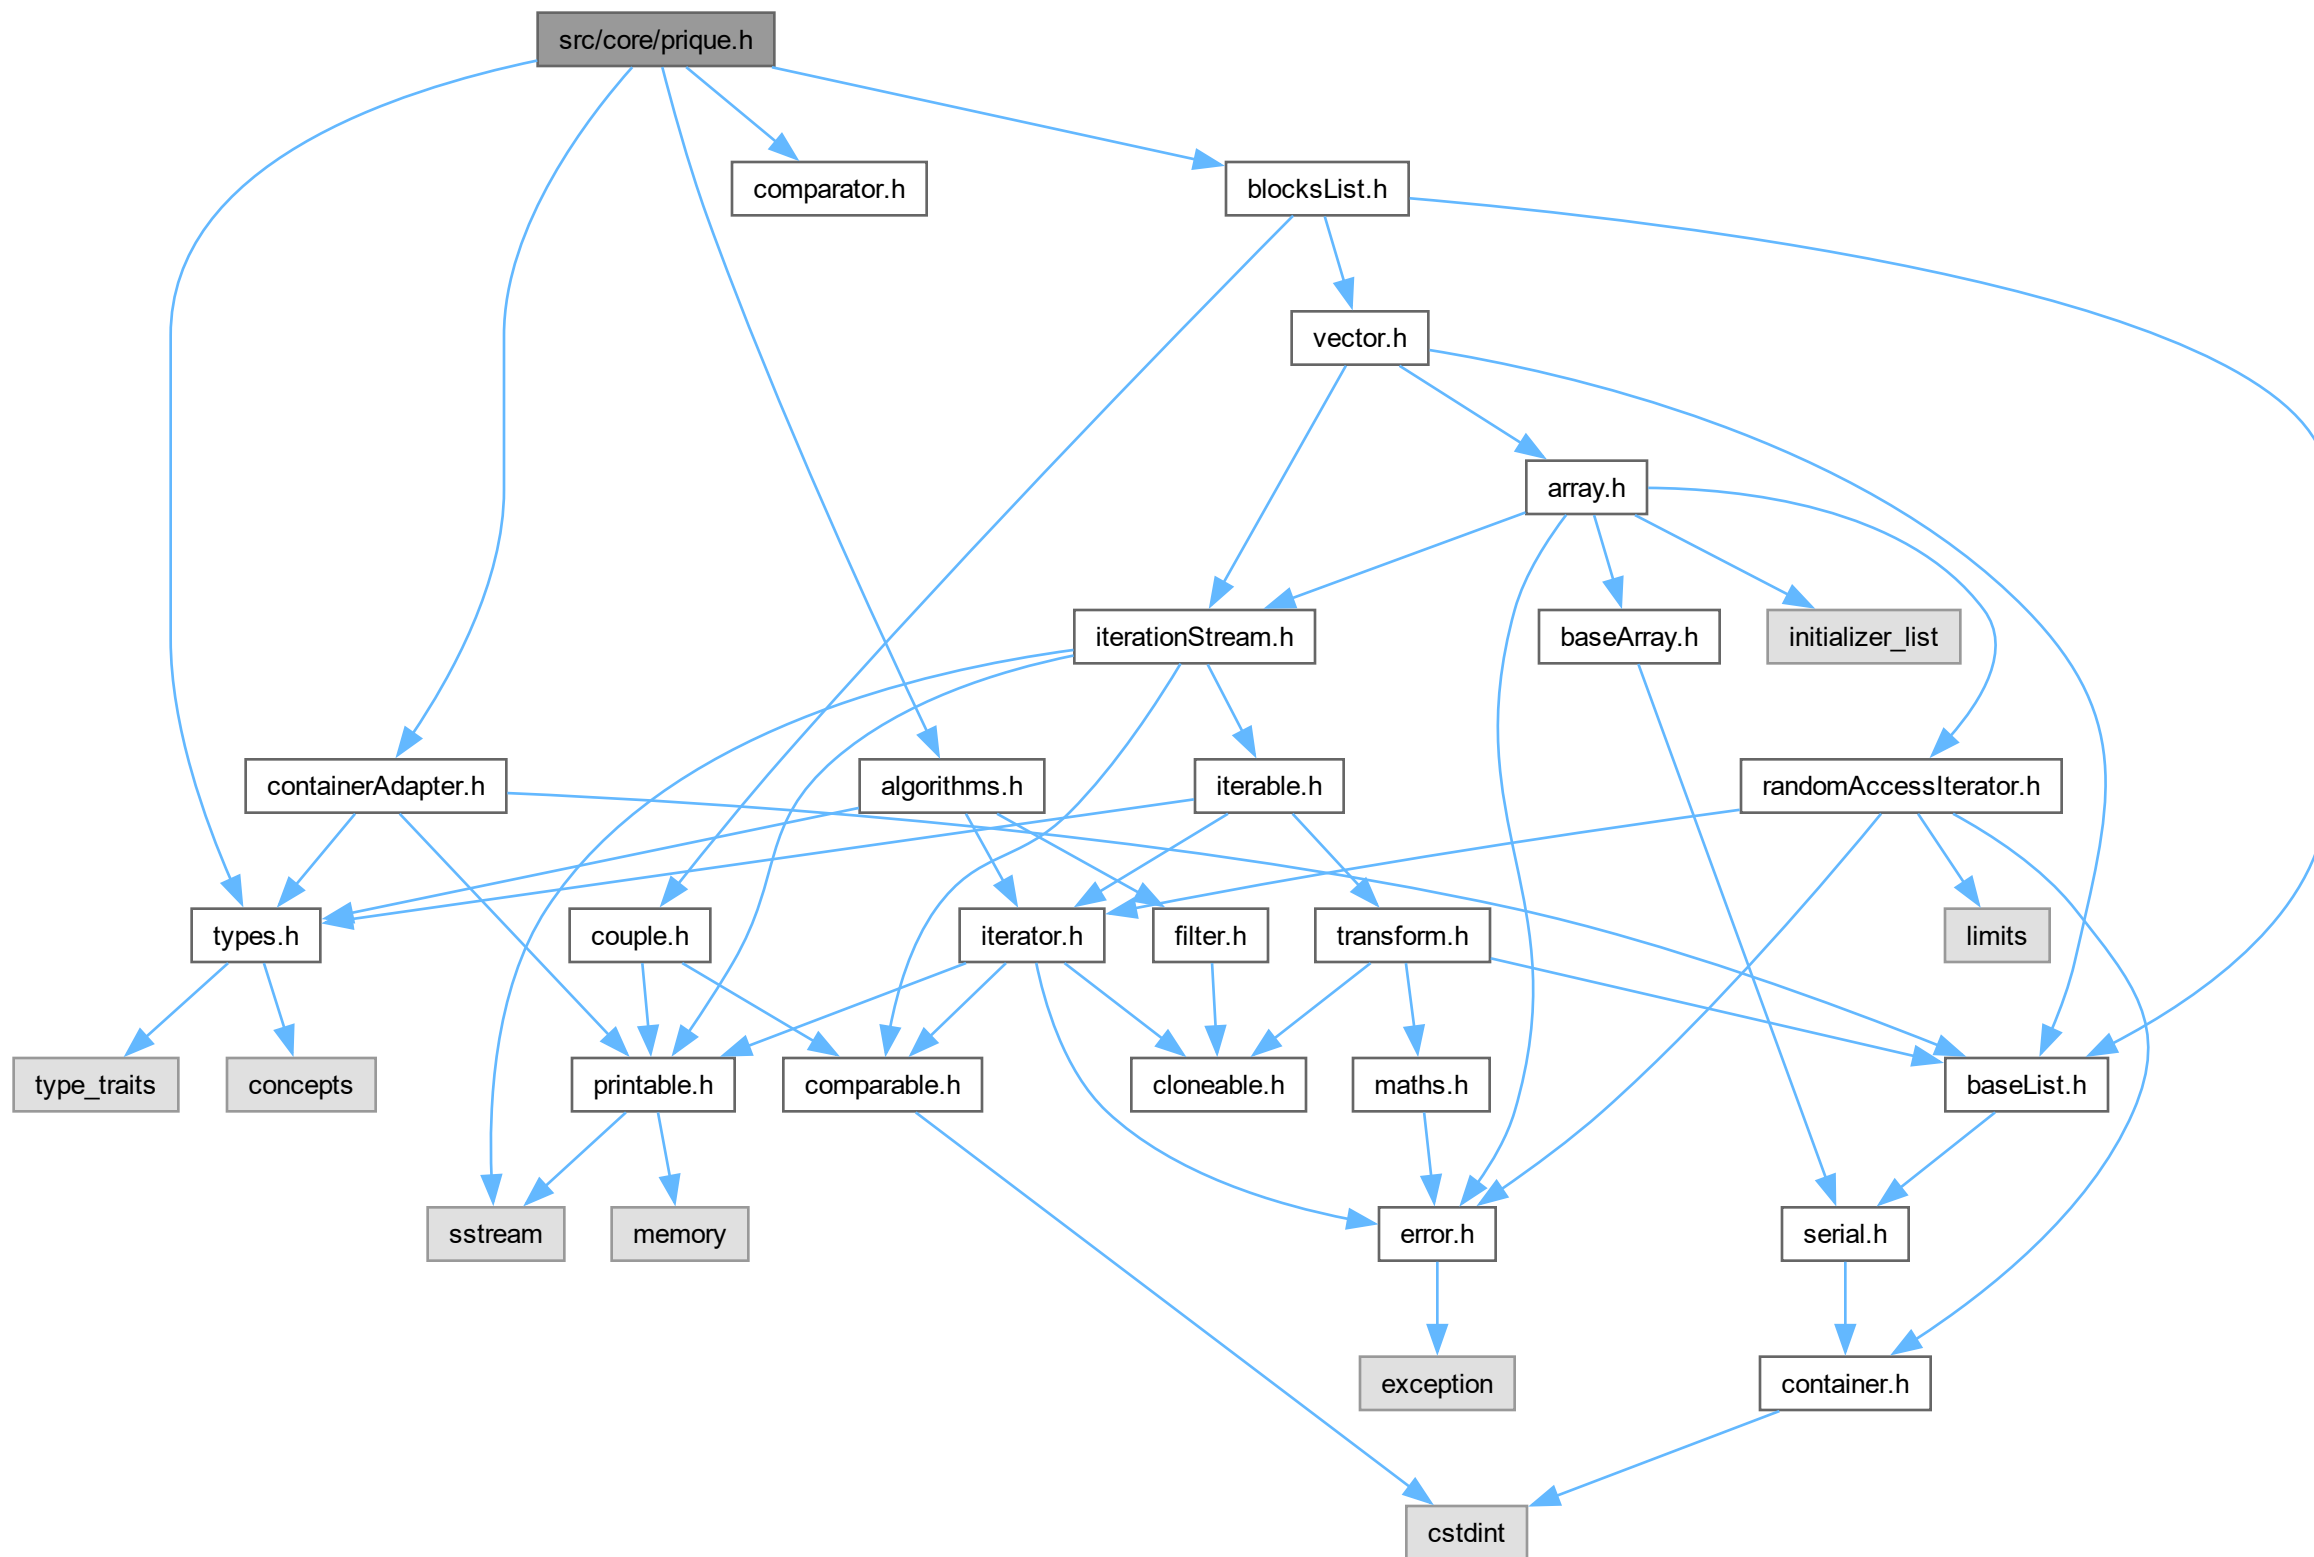 src/core/prique.h
comparator.h
blocksList.h
vector.h
array.h
iterationStream.h
baseArray.h
initializer_list
containerAdapter.h
algorithms.h
iterable.h
randomAccessIterator.h
types.h
couple.h
iterator.h
filter.h
transform.h
limits
type_traits
concepts
printable.h
comparable.h
cloneable.h
maths.h
baseList.h
sstream
memory
error.h
serial.h
exception
container.h
cstdint